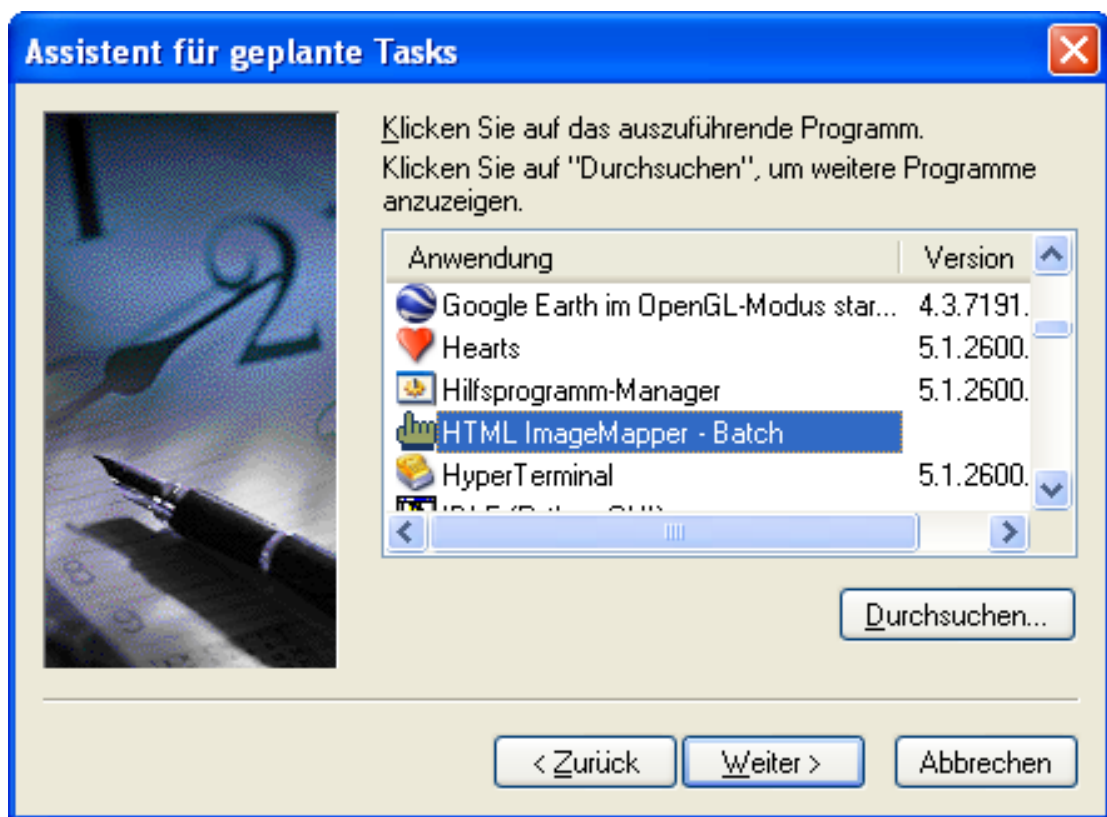 Assistent für geplante Tasks
Klicken Sie auf das auszuführende Programm.
Klicken Sie auf "Durchsuchen", um weitere Programme
anzuzeigen.
Anwendung Version
Google Earth im OpenGL-Modus star... 4.3.7191.
Hearts 5.1.2600.
Hilfsprogramm-Manager 5.1.2600.
HTML ImageMapper - Batch
HyperTerminal 5.1.2600.
Durchsuchen...
< Zurück Weiter > Abbrechen